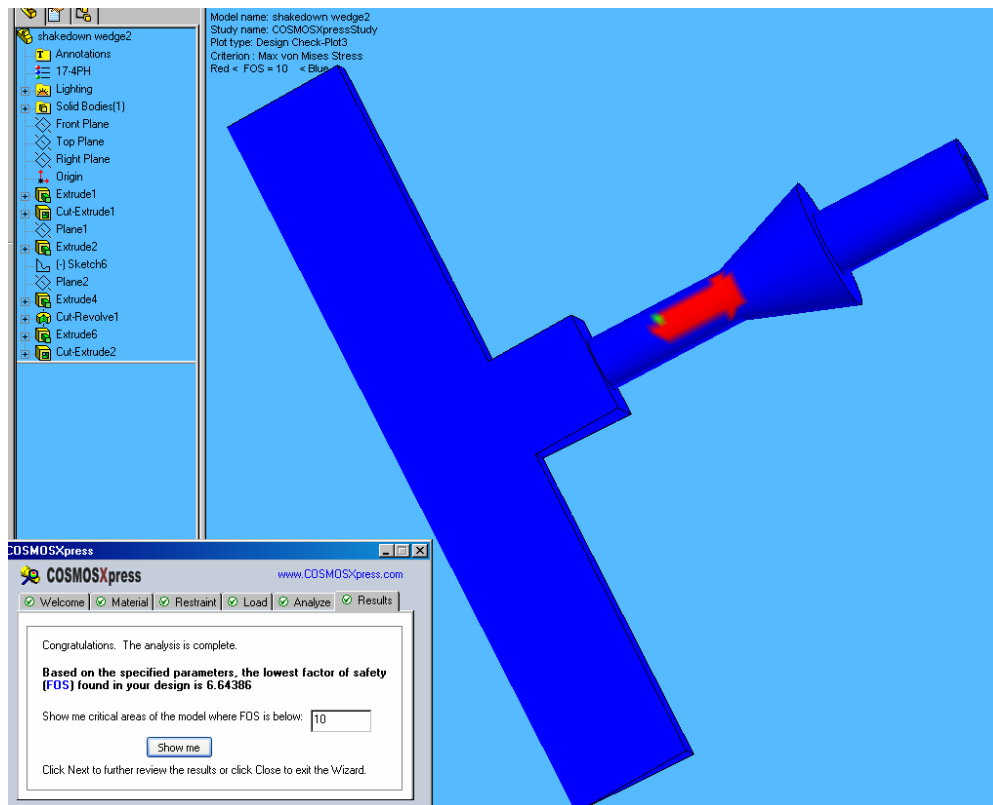 shakedown wedge2
Annotations
17-4PH
Lighting
Solid Bodies(1)
Front Plane
Top Plane
Right Plane
Origin
Extrude1
Cut-Extrude1
Plane1
Extrude2
(-) Sketch6
Plane2
Extrude4
Cut-Revolve1
Extrude6
Cut-Extrude2
Model name: shakedown wedge2
Study name: COSMOSXpressStudy
Plot type: Design Check-Plot3
Criterion : Max von Mises Stress
Red < FOS = 10 < Blue
COSMOSXpress
COSMOSXpress www.COSMOSXpress.com
Welcome Material Restraint Load Analyze Results
Congratulations. The analysis is complete.
Based on the specified parameters, the lowest factor of safety
(FOS) found in your design is 6.64386
Show me critical areas of the model where FOS is below: 10
Show me
Click Next to further review the results or click Close to exit the Wizard.